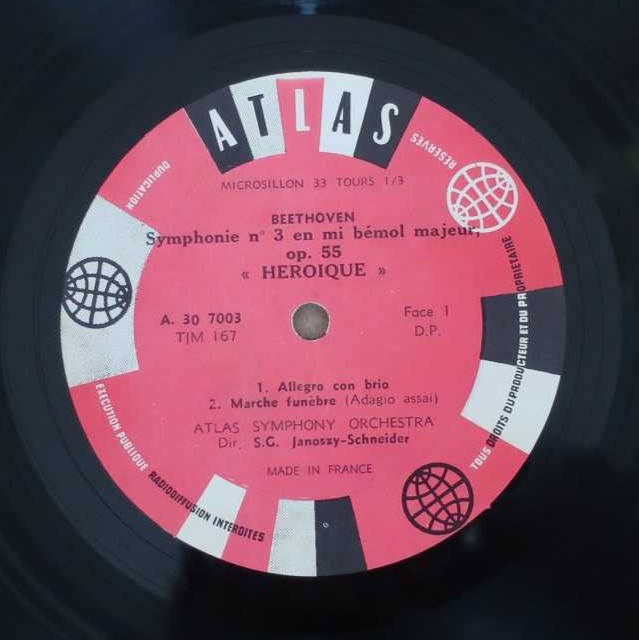 ATLAS
MICROSILLON 33 TOURS 1/3
BEETHOVEN
Symphonie n° 3 en mi bémol majeur,
op. 55
« HEROIQUE »
A. 30 7003
TJM 167
Face 1
D.P.
1. Allegro con brio
2. Marche funèbre (Adagio assai)
ATLAS SYMPHONY ORCHESTRA
Dir. S.G. Janoszy-Schneider
MADE IN FRANCE
TOUS DROITS DU PRODUCTEUR ET DU PROPRIETAIRE
RESERVES
DUPLICATION
EXECUTION PUBLIQUE RADIODIFFUSION INTERDITES